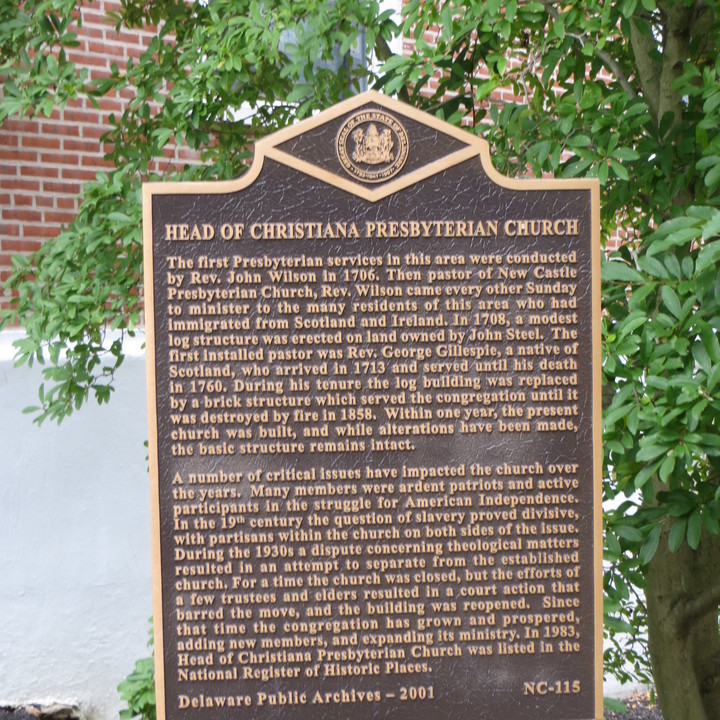 HEAD OF CHRISTIANA PRESBYTERIAN CHURCH
The first Presbyterian services in this area were conducted
by Rev. John Wilson in 1706. Then pastor of New Castle
Presbyterian Church, Rev. Wilson came every other Sunday
to minister to the many residents of this area who had
immigrated from Scotland and Ireland. In 1708, a modest
log structure was erected on land owned by John Steel. The
first installed pastor was Rev. George Gillespie, a native of
Scotland, who arrived in 1713 and served until his death
in 1760. During his tenure the log building was replaced
by a brick structure which served the congregation until it
was destroyed by fire in 1858. Within one year, the present
church was built, and while alterations have been made,
the basic structure remains intact.
A number of critical issues have impacted the church over
the years. Many members were ardent patriots and active
participants in the struggle for American Independence.
In the 19th century the question of slavery proved divisive,
with partisans within the church on both sides of the issue.
During the 1930s a dispute concerning theological matters
resulted in an attempt to separate from the established
church. For a time the church was closed, but the efforts of
a few trustees and elders resulted in a court action that
barred the move, and the building was reopened. Since
that time the congregation has grown and prospered,
adding new members, and expanding its ministry. In 1983,
Head of Christiana Presbyterian Church was listed in the
National Register of Historic Places.
Delaware Public Archives – 2001 NC-115